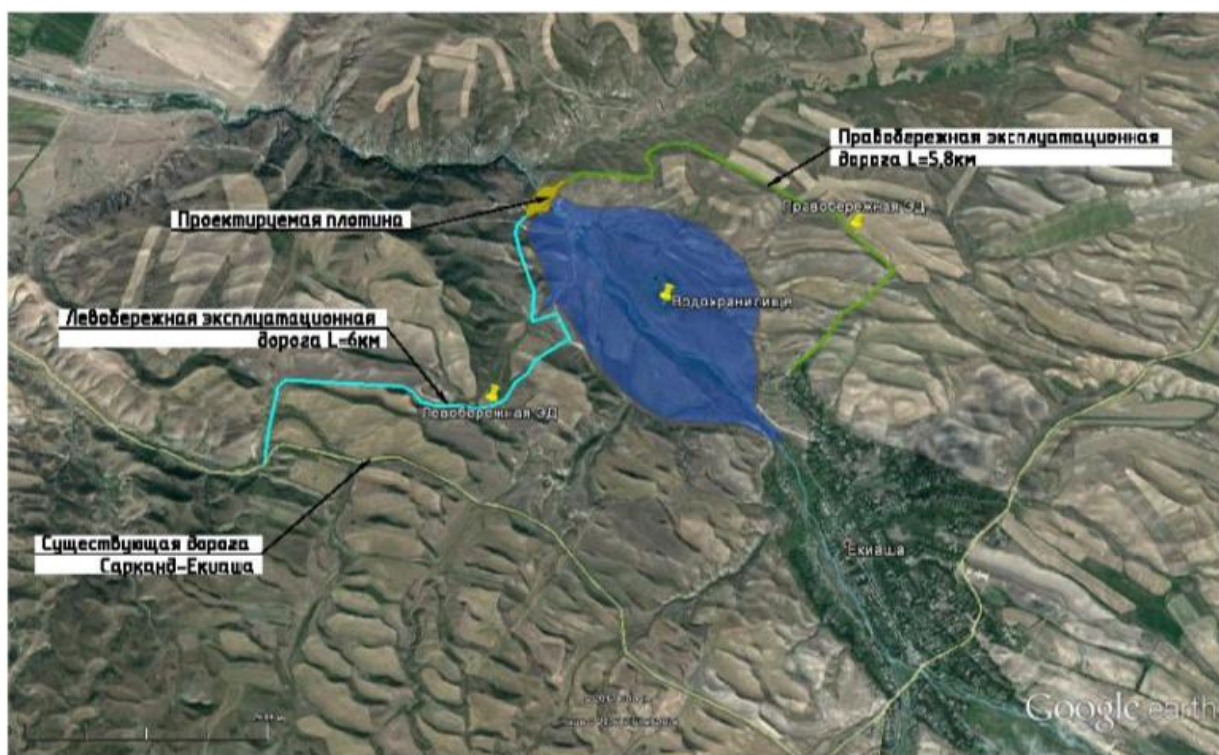 Правобережная эксплуатационная
дорога L=5,8км
Правобережная ЭД
Проектируемая плотина
Водохранилище
Левобережная эксплуатационная
дорога L=6км
Левобережная ЭД
Существующая дорога
Сарканд-Екиаша
Екиаша
Google earth